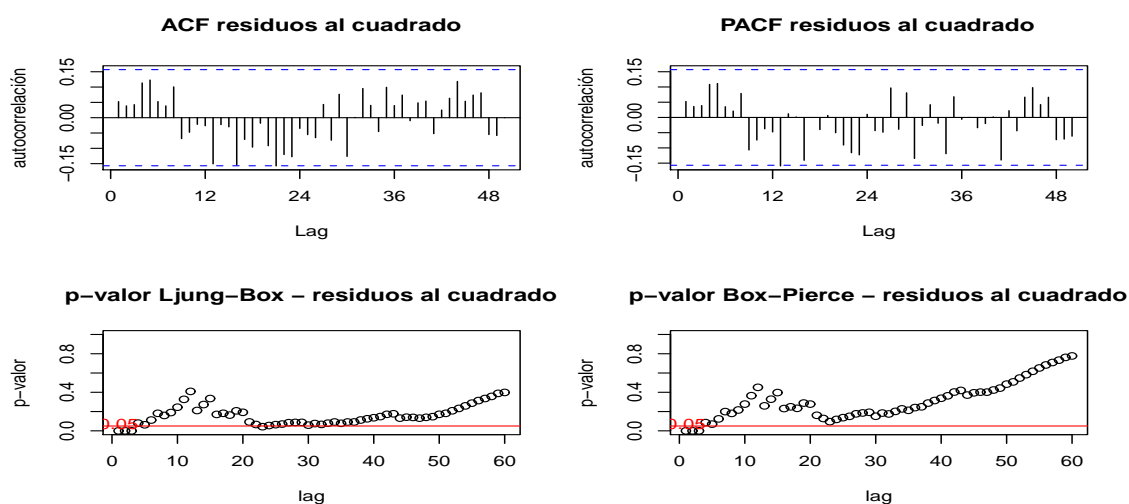 ACF residuos al cuadrado
autocorrelación
−0.15 0.00 0.15
0 12 24 36 48
Lag
PACF residuos al cuadrado
autocorrelación
−0.15 0.00 0.15
0 12 24 36 48
Lag
p−valor Ljung−Box − residuos al cuadrado
p−valor
0.0 0.4 0.8
0.05
0 10 20 30 40 50 60
lag
p−valor Box−Pierce − residuos al cuadrado
p−valor
0.0 0.4 0.8
0.05
0 10 20 30 40 50 60
lag